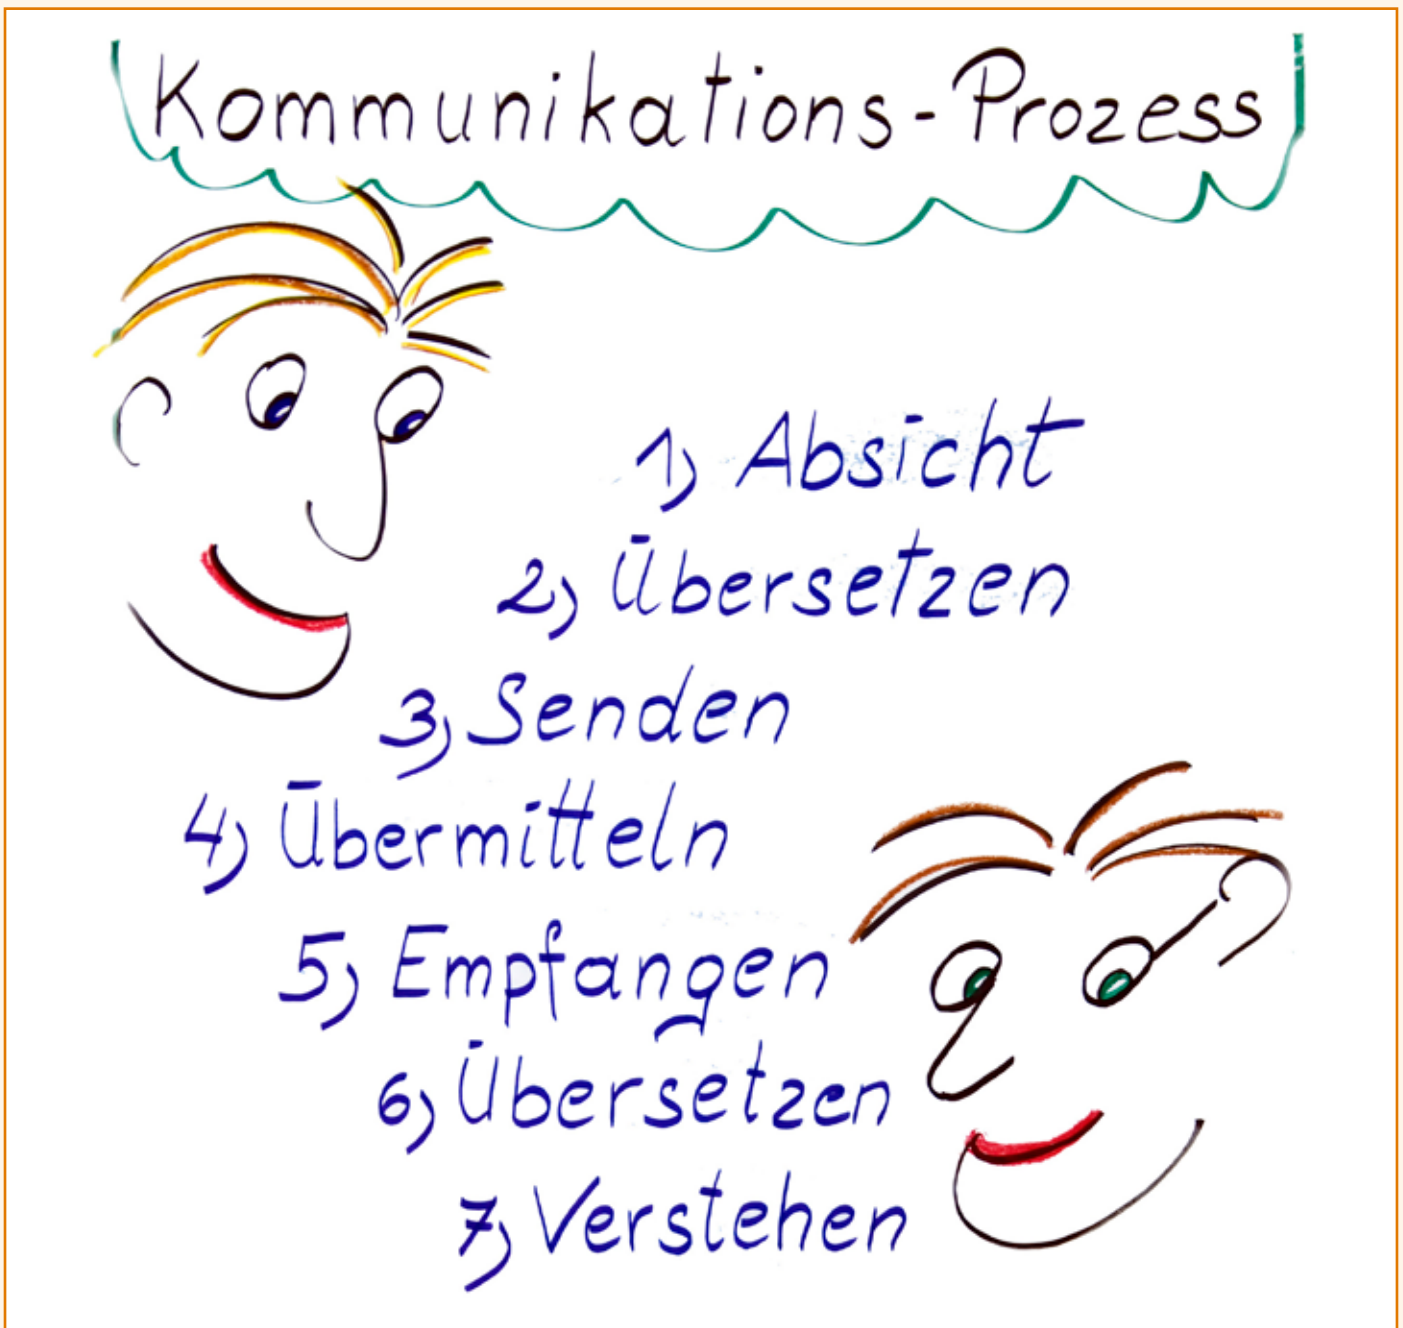 Kommunikations-Prozess
1) Absicht
2) Übersetzen
3) Senden
4) Übermitteln
5) Empfangen
6) Übersetzen
7) Verstehen